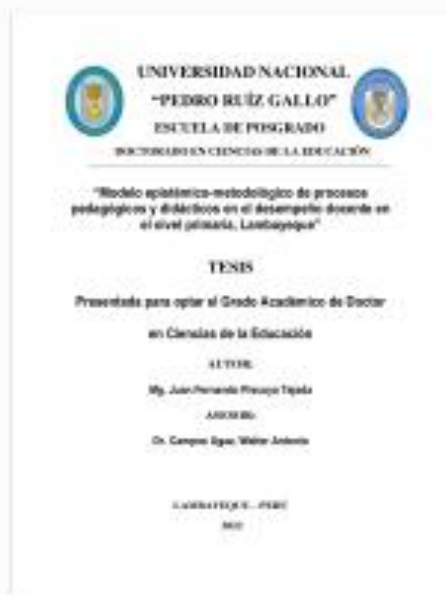 UNIVERSIDAD NACIONAL
“PEDRO RUÍZ GALLO”
ESCUELA DE POSGRADO
DOCTORADO EN CIENCIAS DE LA EDUCACIÓN
“Modelo epistémico-metodológico de procesos
pedagógicos y didácticos en el desempeño docente en
el nivel primaria, Lambayeque”
TESIS
Presentada para optar el Grado Académico de Doctor
en Ciencias de la Educación
AUTOR:
Mg. Juan Fernando Tejada
ASESOR:
Dr. Campos Walter Antonio
LAMBAYEQUE – PERÚ